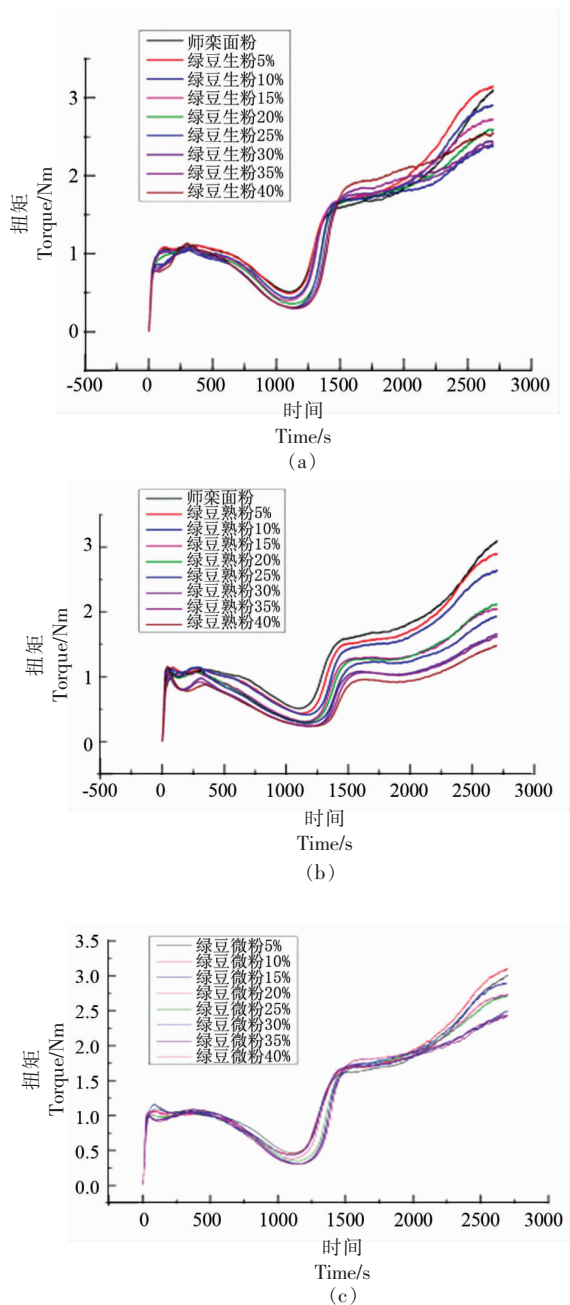 师栾面粉
绿豆生粉5%
绿豆生粉10%
绿豆生粉15%
绿豆生粉20%
绿豆生粉25%
绿豆生粉30%
绿豆生粉35%
绿豆生粉40%
3
2
1
0
扭矩
Torque/Nm
-500 0 500 1000 1500 2000 2500 3000
时间
Time/s
(a)
师栾面粉
绿豆熟粉5%
绿豆熟粉10%
绿豆熟粉15%
绿豆熟粉20%
绿豆熟粉25%
绿豆熟粉30%
绿豆熟粉35%
绿豆熟粉40%
3
2
1
0
扭矩
Torque/Nm
-500 0 500 1000 1500 2000 2500 3000
时间
Time/s
(b)
绿豆微粉5%
绿豆微粉10%
绿豆微粉15%
绿豆微粉20%
绿豆微粉25%
绿豆微粉30%
绿豆微粉35%
绿豆微粉40%
3.5
3.0
2.5
2.0
1.5
1.0
0.5
0.0
扭矩
Torque/Nm
0 500 1000 1500 2000 2500 3000
时间
Time/s
(c)